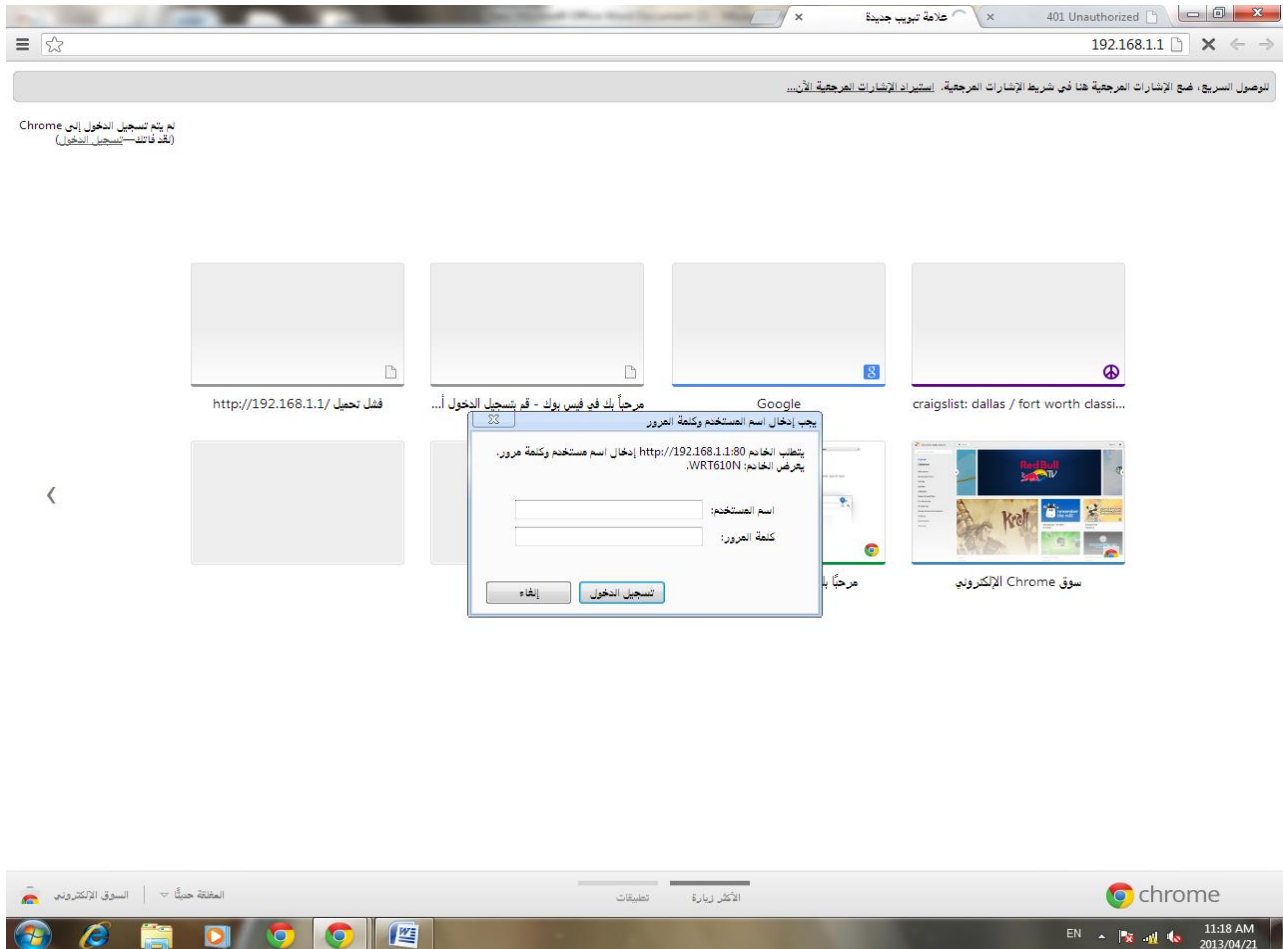 علامة تبويب جديدة
401 Unauthorized
192.168.1.1
للوصول السريع، ضع الإشارات المرجعية هنا في شريط الإشارات المرجعية. استيراد الإشارات المرجعية الآن...
لم يتم تسجيل الدخول إلى Chrome
(لقد فاتك—تسجيل الدخول)
craigslist: dallas / fort worth classi...
Google
مرحباً بك في فيس بوك - قم بتسجيل الدخول أ...
فشل تحميل http://192.168.1.1/
يجب إدخال اسم المستخدم وكلمة المرور
يتطلب الخادم http://192.168.1.1:80 إدخال اسم مستخدم وكلمة مرور.
يعرض الخادم: WRT610N.
اسم المستخدم:
كلمة المرور:
تسجيل الدخول
إلغاء
Red Bull
TV
سوق Chrome الإلكتروني
مرحبًا
chrome
الأكثر زيارة
تطبيقات
المغلقة حديثًا
السوق الإلكتروني
EN
11:18 AM
2013/04/21